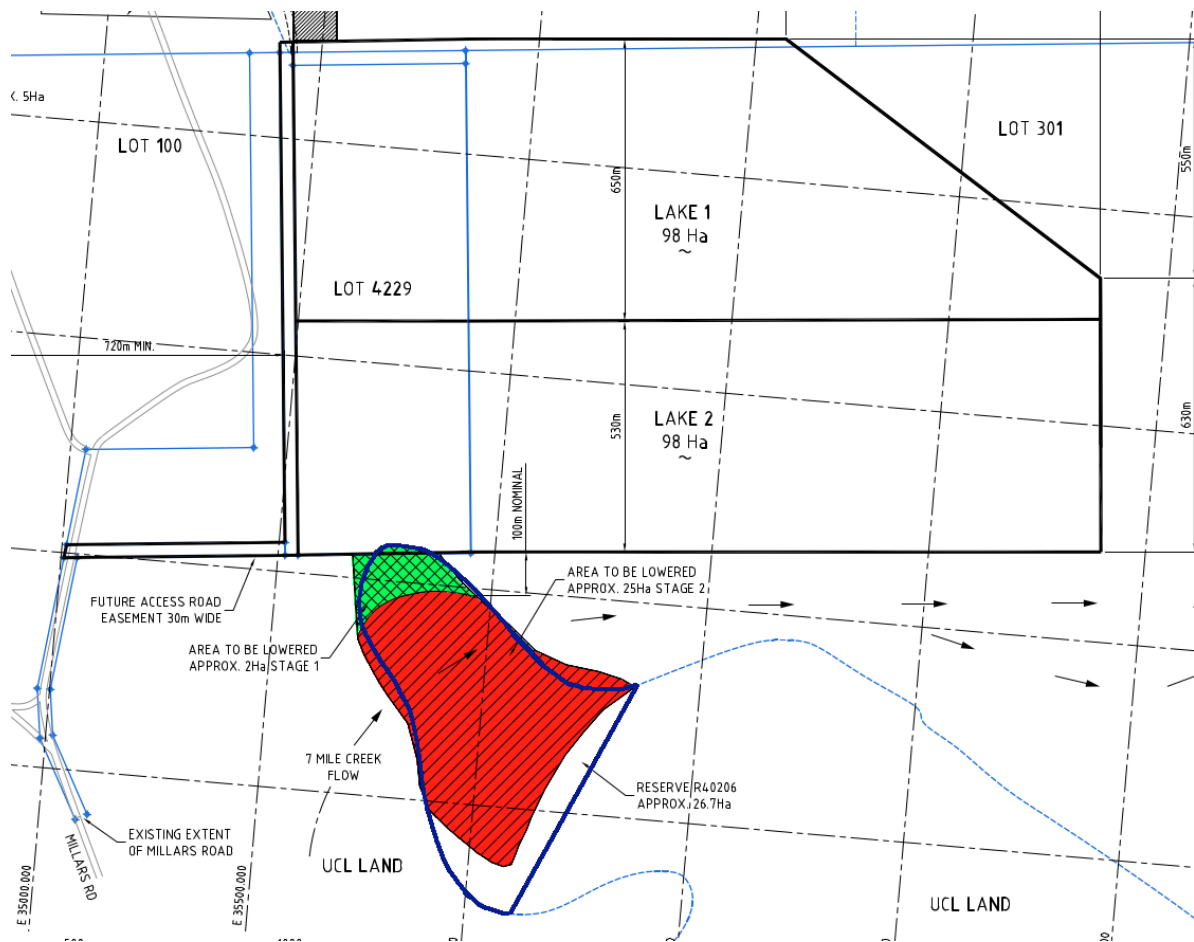 X. 5Ha
LOT 100
LOT 301
550m
650m
LAKE 1
98 Ha
~
LOT 4229
720m MIN.
LAKE 2
98 Ha
~
530m
630m
100m NOMINAL
AREA TO BE LOWERED
APPROX. 25Ha STAGE 2
FUTURE ACCESS ROAD
EASEMENT 30m WIDE
AREA TO BE LOWERED
APPROX. 2Ha STAGE 1
7 MILE CREEK
FLOW
RESERVE R40206
APPROX. 26.7Ha
EXISTING EXTENT
OF MILLARS ROAD
MILLARS RD
UCL LAND
UCL LAND
E 35000.000
E 35500.000